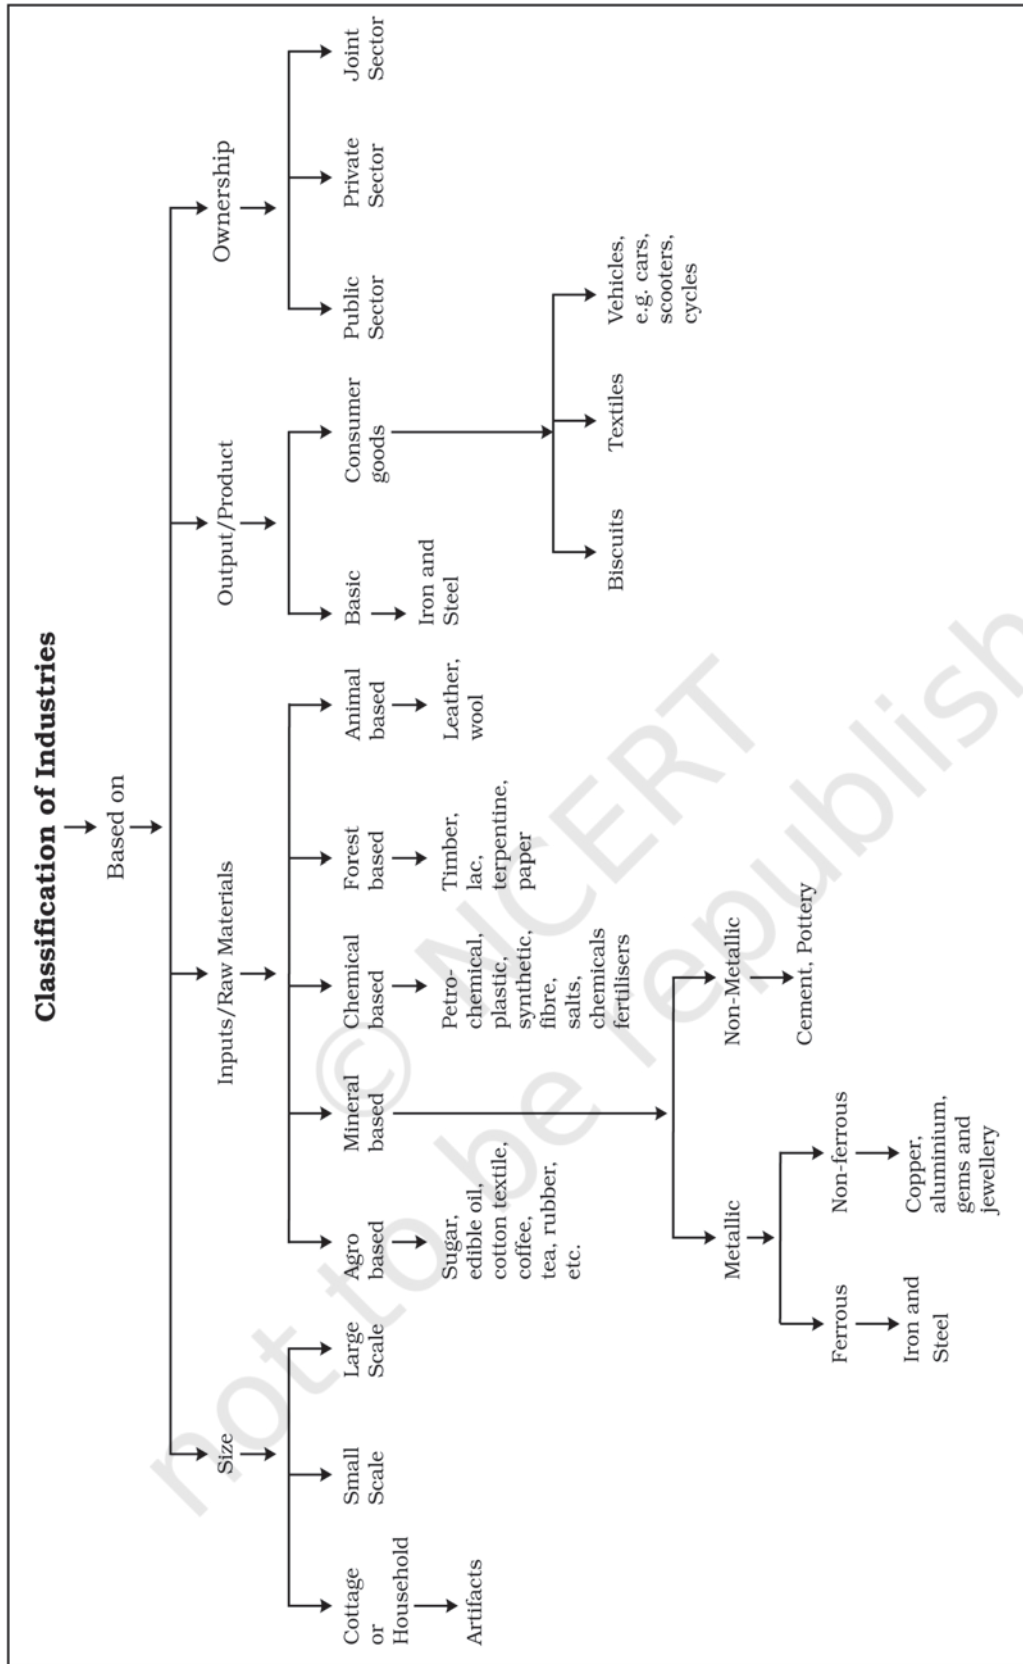 Classification of Industries
Based on
Size
Inputs/Raw Materials
Output/Product
Ownership
Cottage
or
Household
Artifacts
Small
Scale
Large
Scale
Agro
based
Sugar,
edible oil,
cotton textile,
coffee,
tea, rubber,
etc.
Mineral
based
Metallic
Ferrous
Iron and
Steel
Non-ferrous
Copper,
aluminium,
gems and
jewellery
Non-Metallic
Cement, Pottery
Chemical
based
Petro-
chemical,
plastic,
synthetic,
fibre,
salts,
chemicals
fertilisers
Forest
based
Timber,
lac,
terpentine,
paper
Animal
based
Leather,
wool
Basic
Iron and
Steel
Consumer
goods
Biscuits
Textiles
Vehicles,
e.g. cars,
scooters,
cycles
Public
Sector
Private
Sector
Joint
Sector
© NCERT
not to be republish